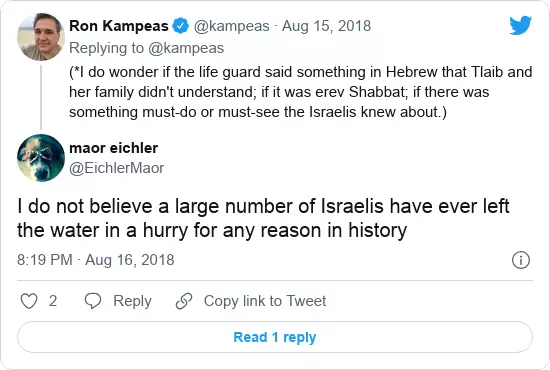 Ron Kampeas @kampeas · Aug 15, 2018
Replying to @kampeas
(*I do wonder if the life guard said something in Hebrew that Tlaib and
her family didn't understand; if it was erev Shabbat; if there was
something must-do or must-see the Israelis knew about.)
maor eichler
@EichlerMaor
I do not believe a large number of Israelis have ever left
the water in a hurry for any reason in history
8:19 PM · Aug 16, 2018
2 Reply Copy link to Tweet
Read 1 reply